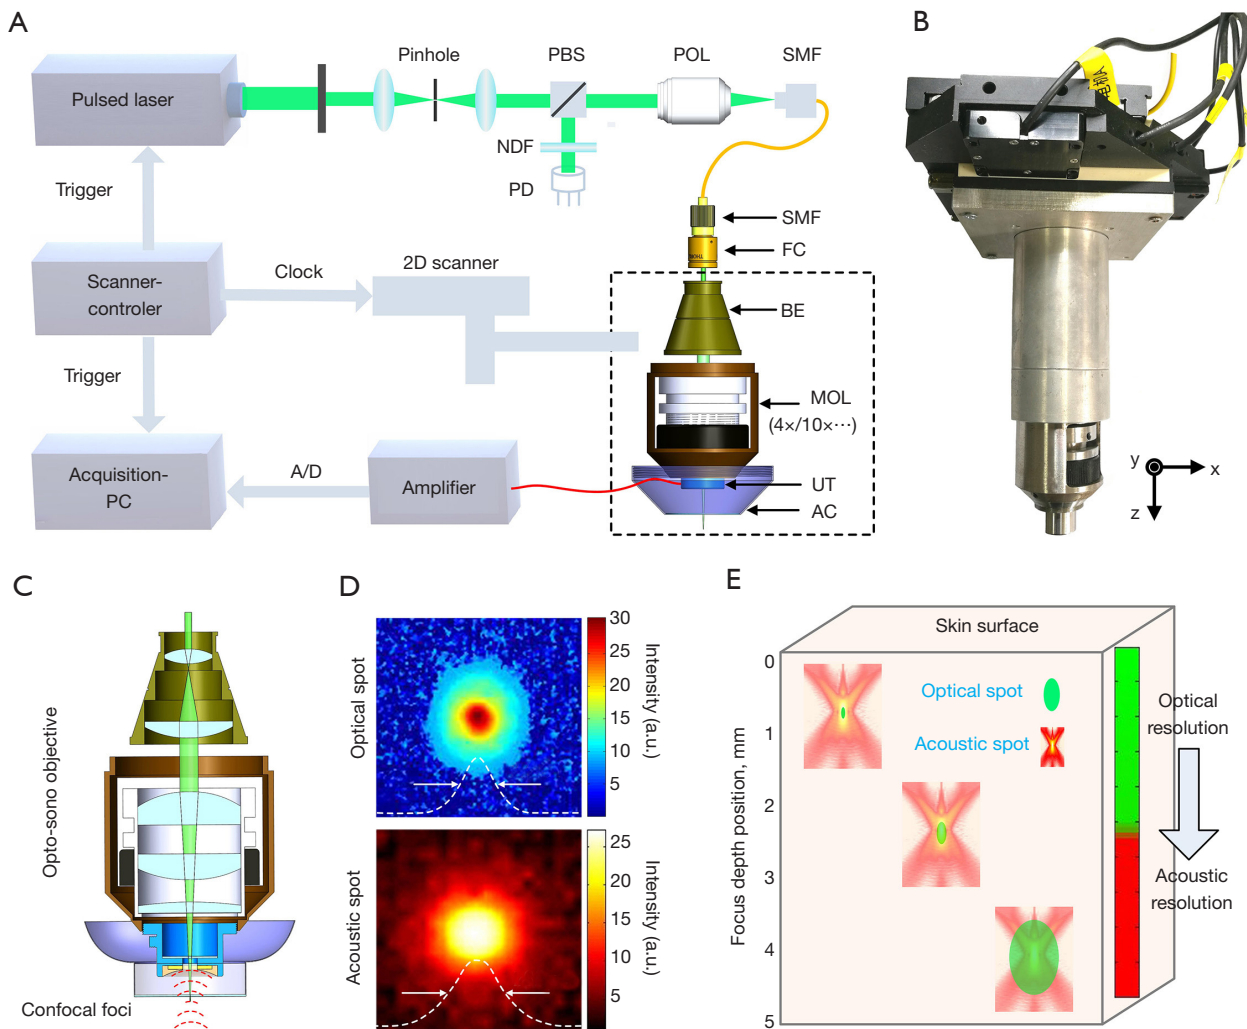 A
B
Pulsed laser
Pinhole
PBS
POL
SMF
NDF
PD
Trigger
SMF
FC
Scanner-
controler
Clock
2D scanner
BE
Trigger
MOL
(4×/10×···)
Acquisition-
PC
A/D
Amplifier
UT
AC
y
x
z
C
Opto-sono objective
Confocal foci
D
Optical spot
30
25
20
15
10
5
Intensity (a.u.)
Acoustic spot
25
20
15
10
5
Intensity (a.u.)
E
Skin surface
Focus depth position, mm
0
1
2
3
4
5
Optical spot
Acoustic spot
Optical
resolution
Acoustic
resolution